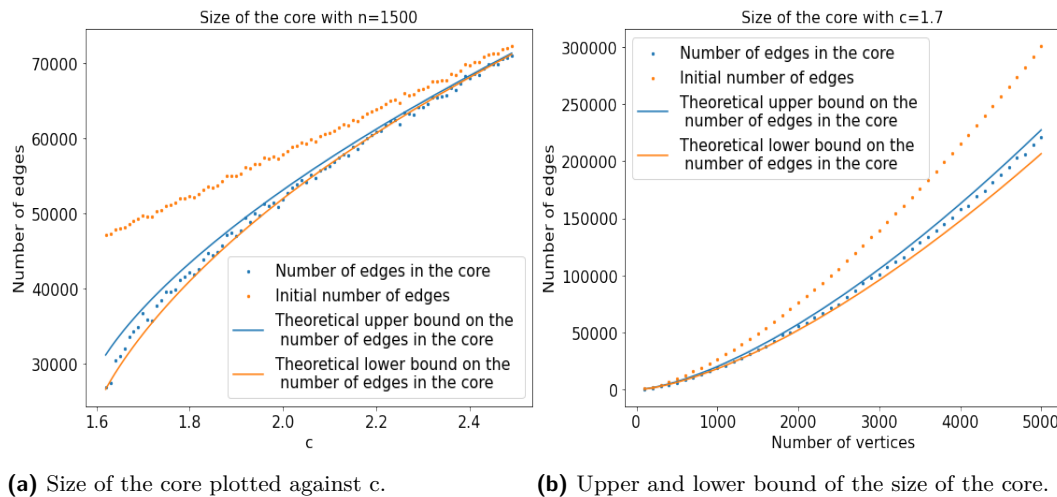 Size of the core with n=1500
Number of edges
70000
60000
50000
40000
30000
1.6
1.8
2.0
2.2
2.4
c
Number of edges in the core
Initial number of edges
Theoretical upper bound on the
number of edges in the core
Theoretical lower bound on the
number of edges in the core
(a) Size of the core plotted against c.
Size of the core with c=1.7
Number of edges
300000
250000
200000
150000
100000
50000
0
0
1000
2000
3000
4000
5000
Number of vertices
Number of edges in the core
Initial number of edges
Theoretical upper bound on the
number of edges in the core
Theoretical lower bound on the
number of edges in the core
(b) Upper and lower bound of the size of the core.